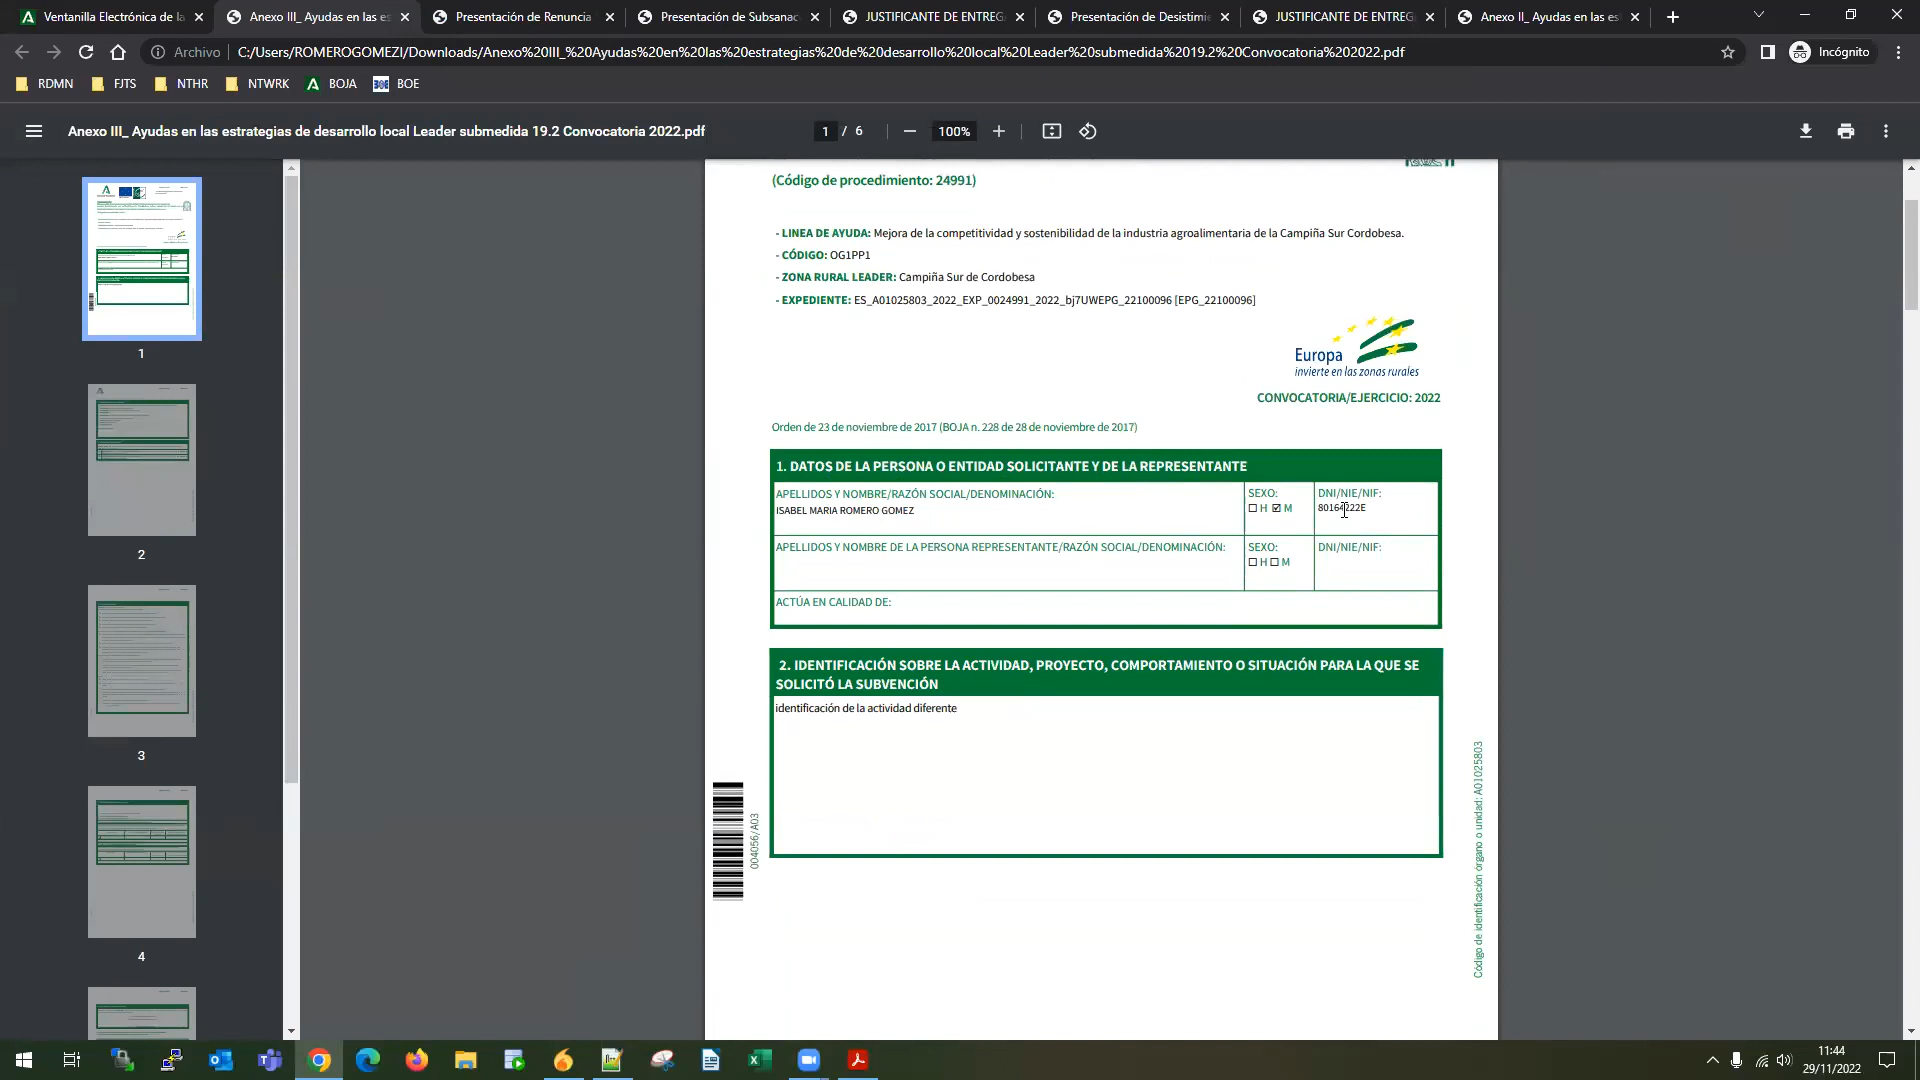 Ventanilla Electrónica de la
Anexo III_ Ayudas en las es
Presentación de Renuncia
Presentación de Subsanac
JUSTIFICANTE DE ENTREG
Presentación de Desistimie
JUSTIFICANTE DE ENTREG
Anexo II_ Ayudas en las es
Archivo
C:/Users/ROMEROGOMEZI/Downloads/Anexo%20III_%20Ayudas%20en%20las%20estrategias%20de%20desarrollo%20local%20Leader%20submedida%2019.2%20Convocatoria%202022.pdf
Incógnito
RDMN
FJTS
NTHR
NTWRK
BOJA
BOE
Anexo III_ Ayudas en las estrategias de desarrollo local Leader submedida 19.2 Convocatoria 2022.pdf
1 / 6
100%
1
2
3
4
(Código de procedimiento: 24991)
- LINEA DE AYUDA: Mejora de la competitividad y sostenibilidad de la industria agroalimentaria de la Campiña Sur Cordobesa.
- CÓDIGO: OG1PP1
- ZONA RURAL LEADER: Campiña Sur de Cordobesa
- EXPEDIENTE: ES_A01025803_2022_EXP_0024991_2022_bj7UWEPG_22100096 [EPG_22100096]
Europa
invierte en las zonas rurales
CONVOCATORIA/EJERCICIO: 2022
Orden de 23 de noviembre de 2017 (BOJA n. 228 de 28 de noviembre de 2017)
1. DATOS DE LA PERSONA O ENTIDAD SOLICITANTE Y DE LA REPRESENTANTE
APELLIDOS Y NOMBRE/RAZÓN SOCIAL/DENOMINACIÓN:
ISABEL MARIA ROMERO GOMEZ
SEXO:
☐ H ☑ M
DNI/NIE/NIF:
80164222E
APELLIDOS Y NOMBRE DE LA PERSONA REPRESENTANTE/RAZÓN SOCIAL/DENOMINACIÓN:
SEXO:
☐ H ☐ M
DNI/NIE/NIF:
ACTÚA EN CALIDAD DE:
2. IDENTIFICACIÓN SOBRE LA ACTIVIDAD, PROYECTO, COMPORTAMIENTO O SITUACIÓN PARA LA QUE SE
SOLICITÓ LA SUBVENCIÓN
identificación de la actividad diferente
004056/A03
Código de identificación órgano o unidad: A01025803
11:44
29/11/2022